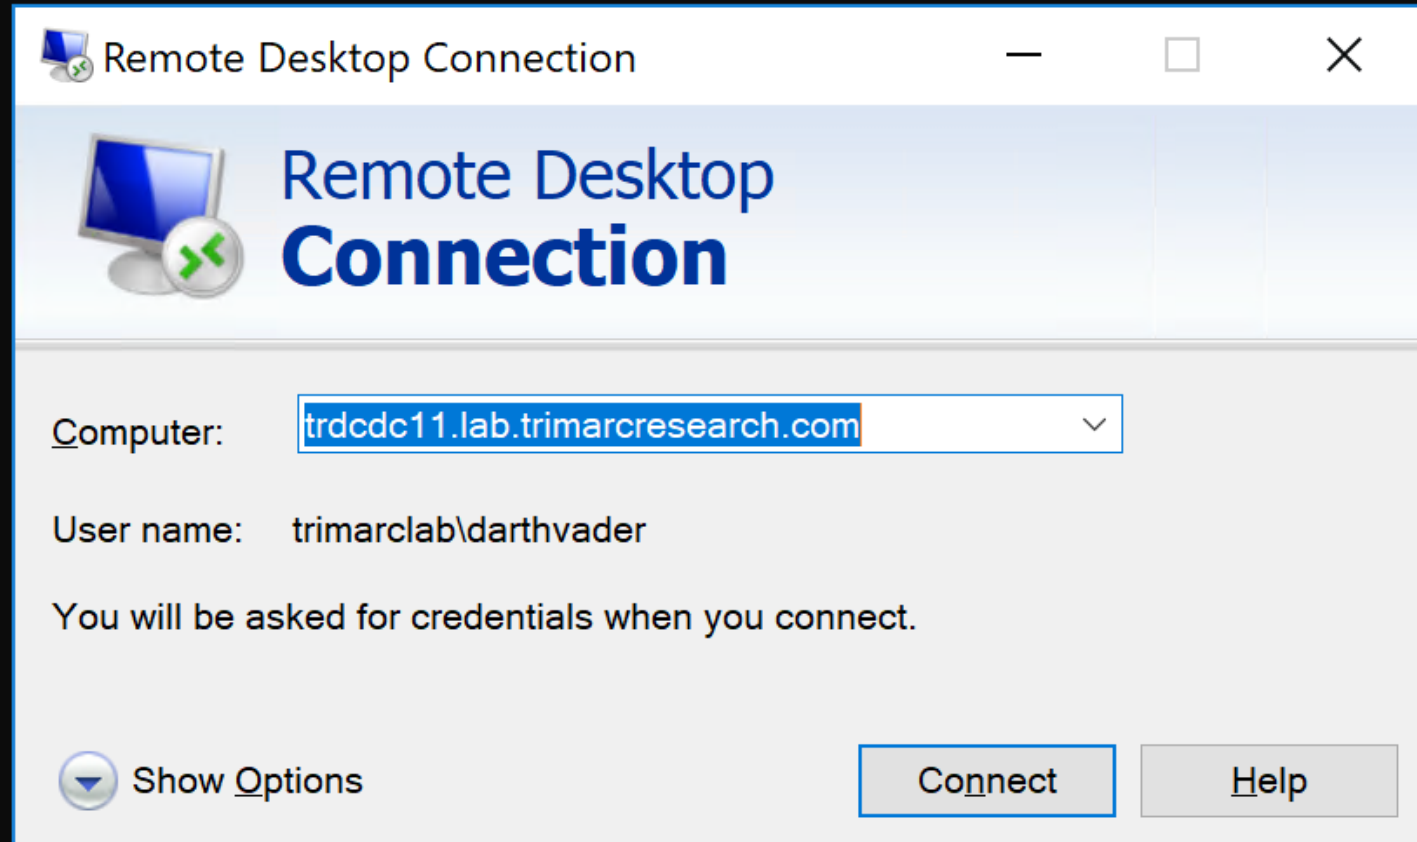 Remote Desktop Connection
Remote Desktop
Connection
Computer: trdcdc11.lab.trimarcresearch.com
User name: trimarclab\darthvader
You will be asked for credentials when you connect.
Show Options Connect Help